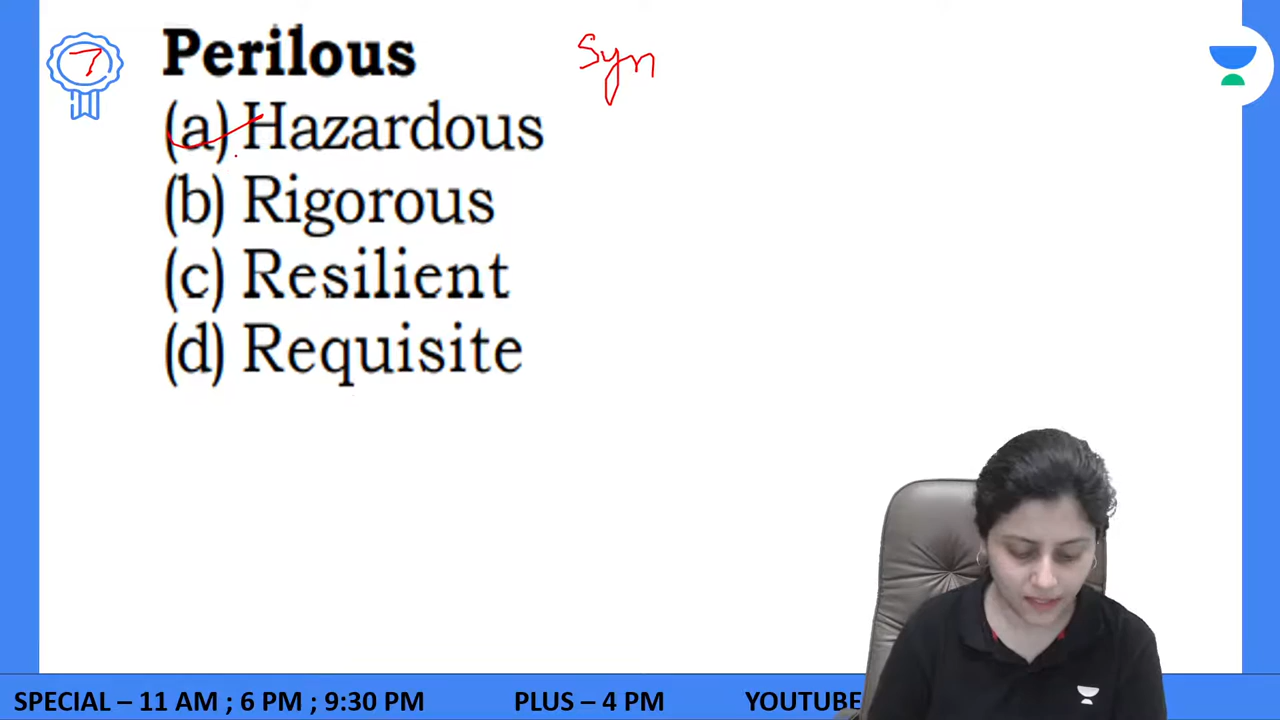 7
Perilous
Syn
(a) Hazardous
(b) Rigorous
(c) Resilient
(d) Requisite
SPECIAL – 11 AM ; 6 PM ; 9:30 PM PLUS – 4 PM YOUTUBE